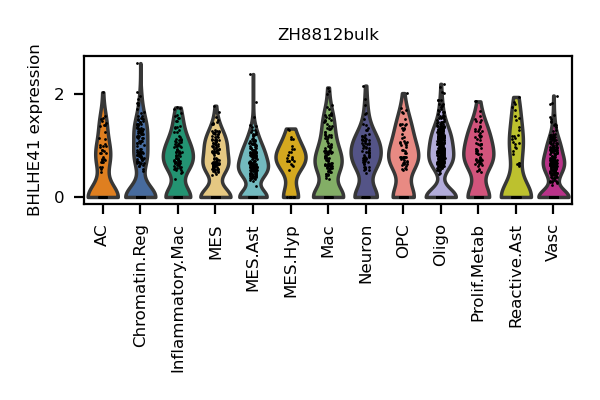 ZH8812bulk
BHLHE41 expression
2
0
AC
Chromatin.Reg
Inflammatory.Mac
MES
MES.Ast
MES.Hyp
Mac
Neuron
OPC
Oligo
Prolif.Metab
Reactive.Ast
Vasc